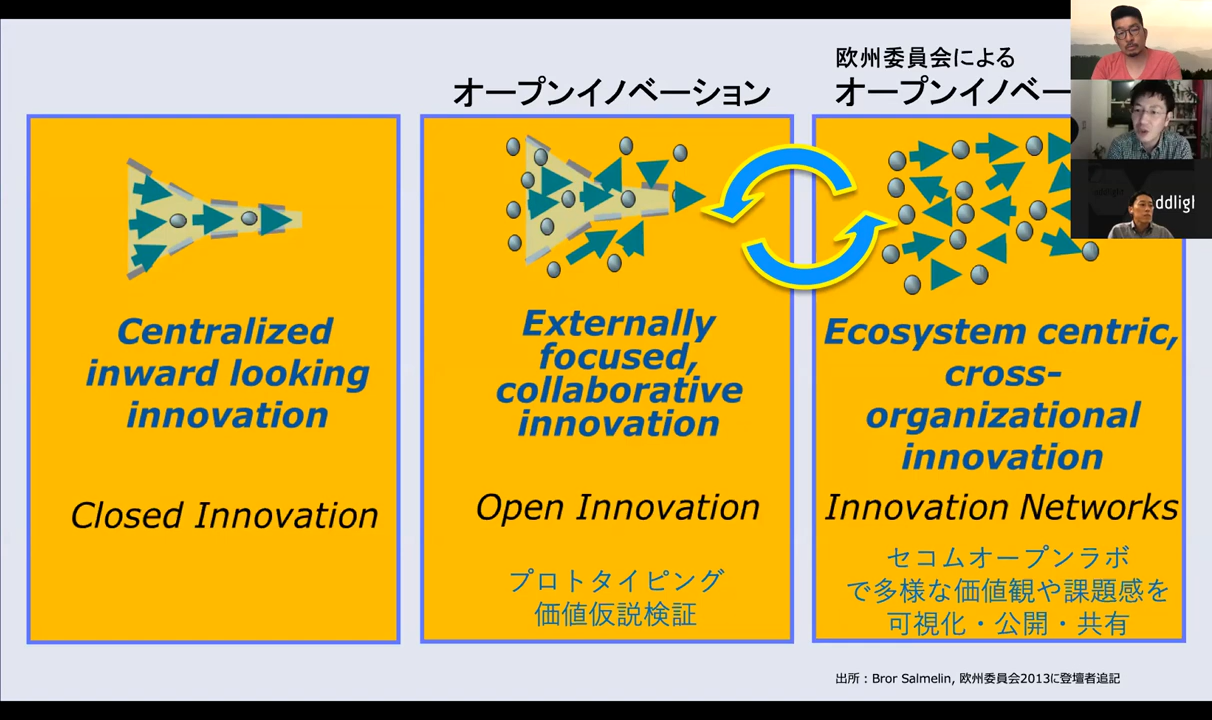 オープンイノベーション
欧州委員会による
オープンイノベー
Centralized
inward looking
innovation
Closed Innovation
Externally
focused,
collaborative
innovation
Open Innovation
プロトタイピング
価値仮説検証
Ecosystem centric,
cross-
organizational
innovation
Innovation Networks
セコムオープンラボ
で多様な価値観や課題感を
可視化・公開・共有
出所：Bror Salmelin, 欧州委員会2013に登壇者追記